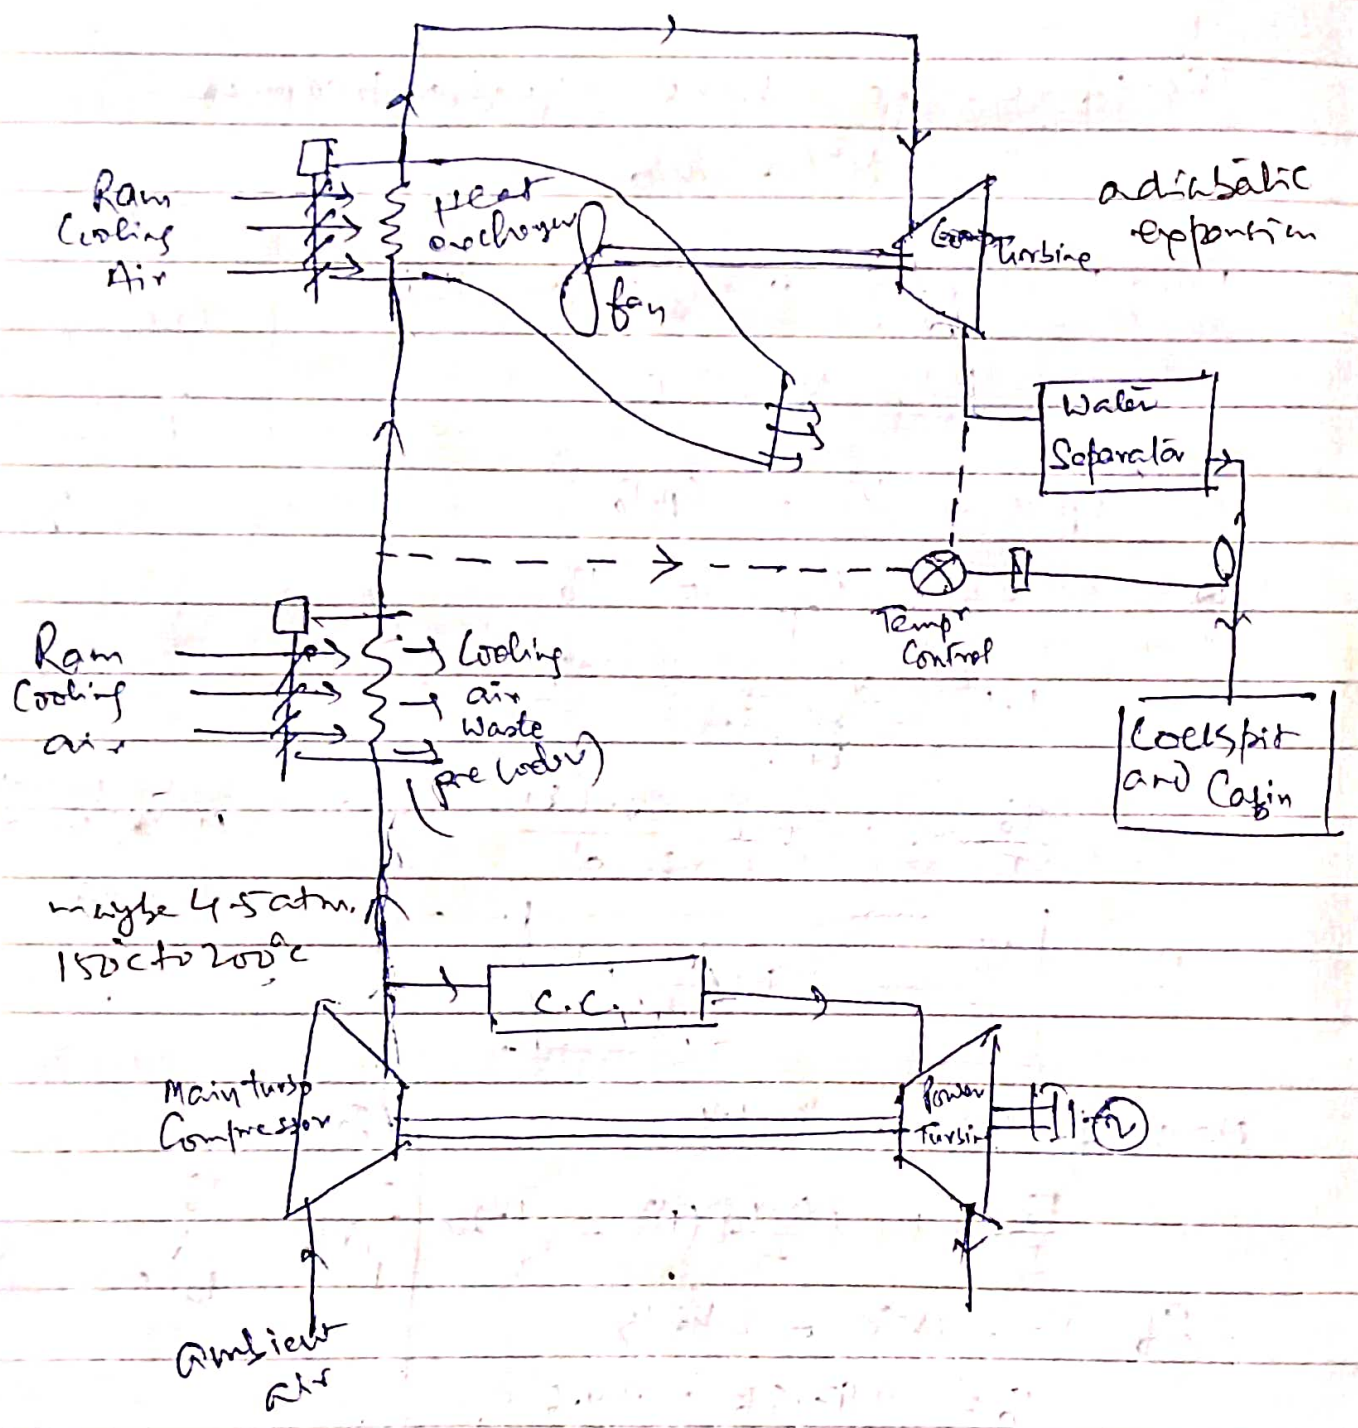 Ram
Cooling
Air
Heat
exchanger
fan
Turbine
adiabatic
expansion
Water
Separator
Temp^r
Control
Ram
Cooling
air
Cooling
air
Waste
pre cooler)
Cockpit
and Cabin
maybe 4-5 atm.
150°c to 200°c
C.C.
Main turbo
Compressor
Power
Turbin
ambient
air